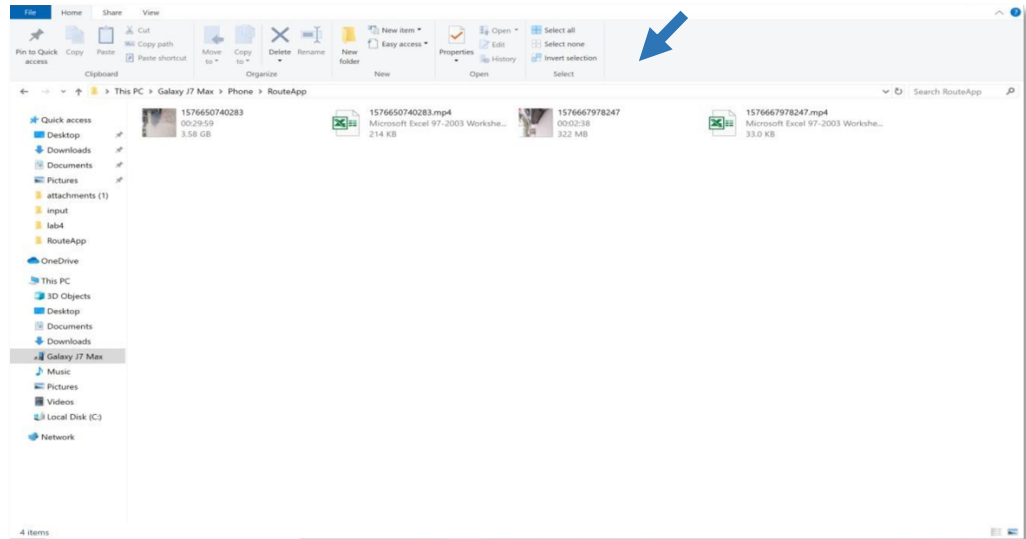 File Home Share View
Pin to Quick access
Copy
Paste
Cut
Copy path
Paste shortcut
Clipboard
Move to
Copy to
Delete
Rename
Organize
New folder
New item
Easy access
New
Properties
Open
Edit
History
Open
Select all
Select none
Invert selection
Select
This PC > Galaxy J7 Max > Phone > RouteApp
Search RouteApp
Quick access
Desktop
Downloads
Documents
Pictures
attachments (1)
input
lab4
RouteApp
OneDrive
This PC
3D Objects
Desktop
Documents
Downloads
Galaxy J7 Max
Music
Pictures
Videos
Local Disk (C:)
Network
1576650740283
00:29:59
3.58 GB
1576650740283.mp4
Microsoft Excel 97-2003 Workshe...
214 KB
1576667978247
00:02:38
322 MB
1576667978247.mp4
Microsoft Excel 97-2003 Workshe...
33.0 KB
4 items